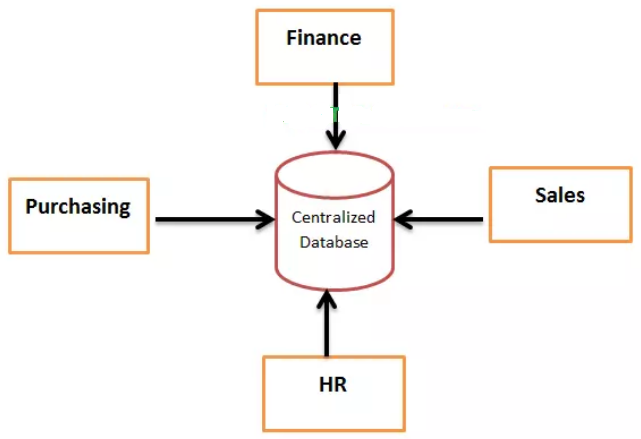 Finance
Purchasing
Centralized
Database
Sales
HR